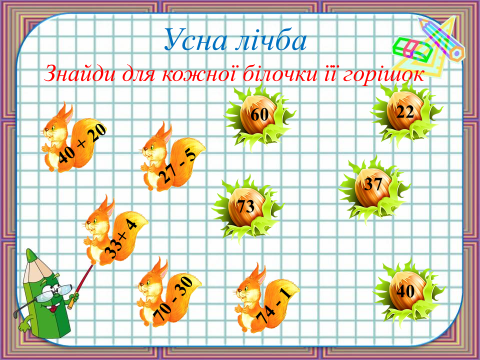 Усна лічба
Знайди для кожної білочки її горішок
40 + 20
27 - 5
60
22
33+ 4
73
37
70 - 30
74 - 1
40